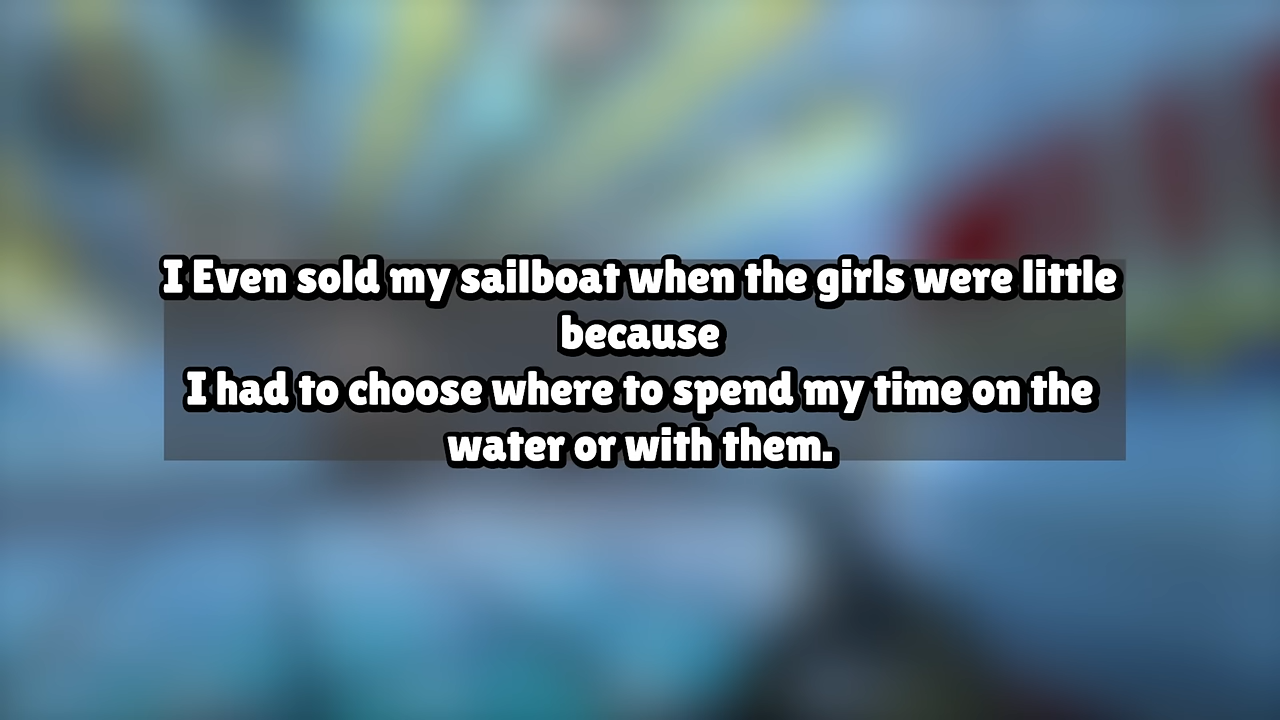 I Even sold my sailboat when the girls were little
because
I had to choose where to spend my time on the
water or with them.